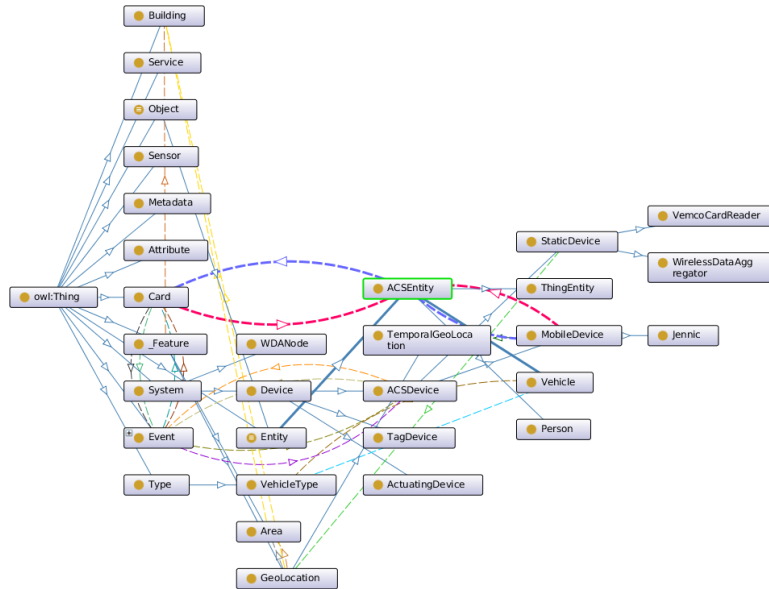 Building
Service
Object
Sensor
Metadata
VemcoCardReader
StaticDevice
Attribute
WirelessDataAgg
regator
owl:Thing
Card
ACSEntity
ThingEntity
_Feature
WDANode
TemporalGeoLoca
tion
MobileDevice
Jennic
System
Device
ACSDevice
Vehicle
Event
Entity
TagDevice
Person
Type
VehicleType
ActuatingDevice
Area
GeoLocation